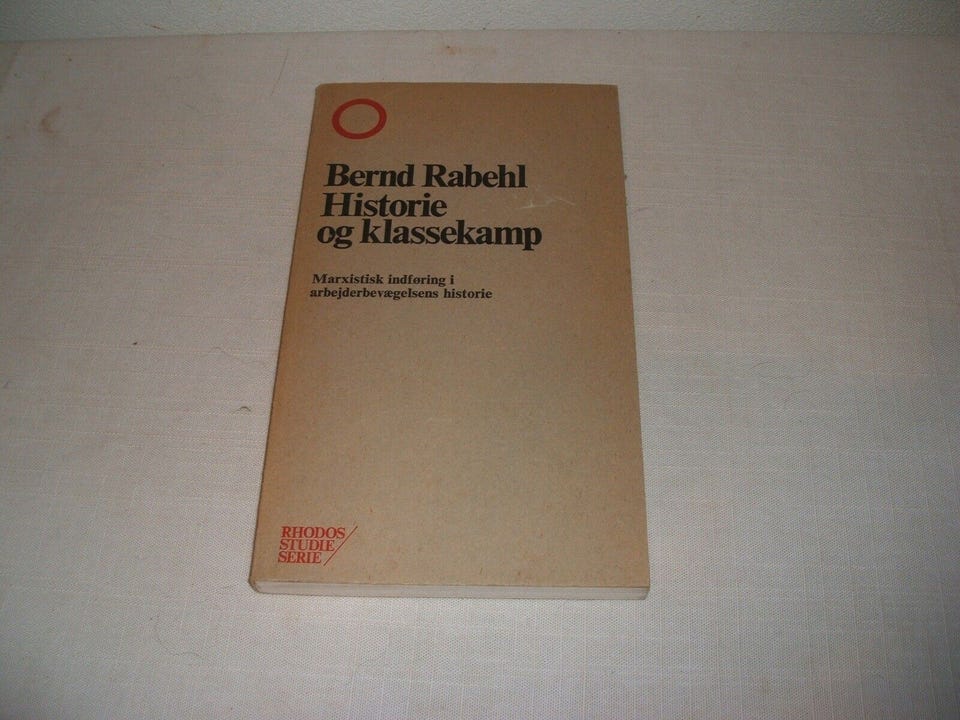 Bernd Rabehl
Historie
og klassekamp
Marxistisk indføring i
arbejderbevægelsens historie
RHODOS
STUDIE
SERIE